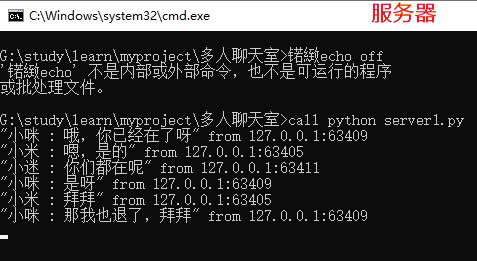 C:\Windows\system32\cmd.exe
服务器
G:\study\learn\myproject\多人聊天室>锘緻echo off
'锘緻echo' 不是内部或外部命令，也不是可运行的程序
或批处理文件。
G:\study\learn\myproject\多人聊天室>call python server1.py
"小咪 : 哦，你已经在了呀" from 127.0.0.1:63409
"小米 : 嗯，是的" from 127.0.0.1:63405
"小迷 : 你们都在呢" from 127.0.0.1:63411
"小咪 : 是呀" from 127.0.0.1:63409
"小米 : 拜拜" from 127.0.0.1:63405
"小咪 : 那我也退了，拜拜" from 127.0.0.1:63409